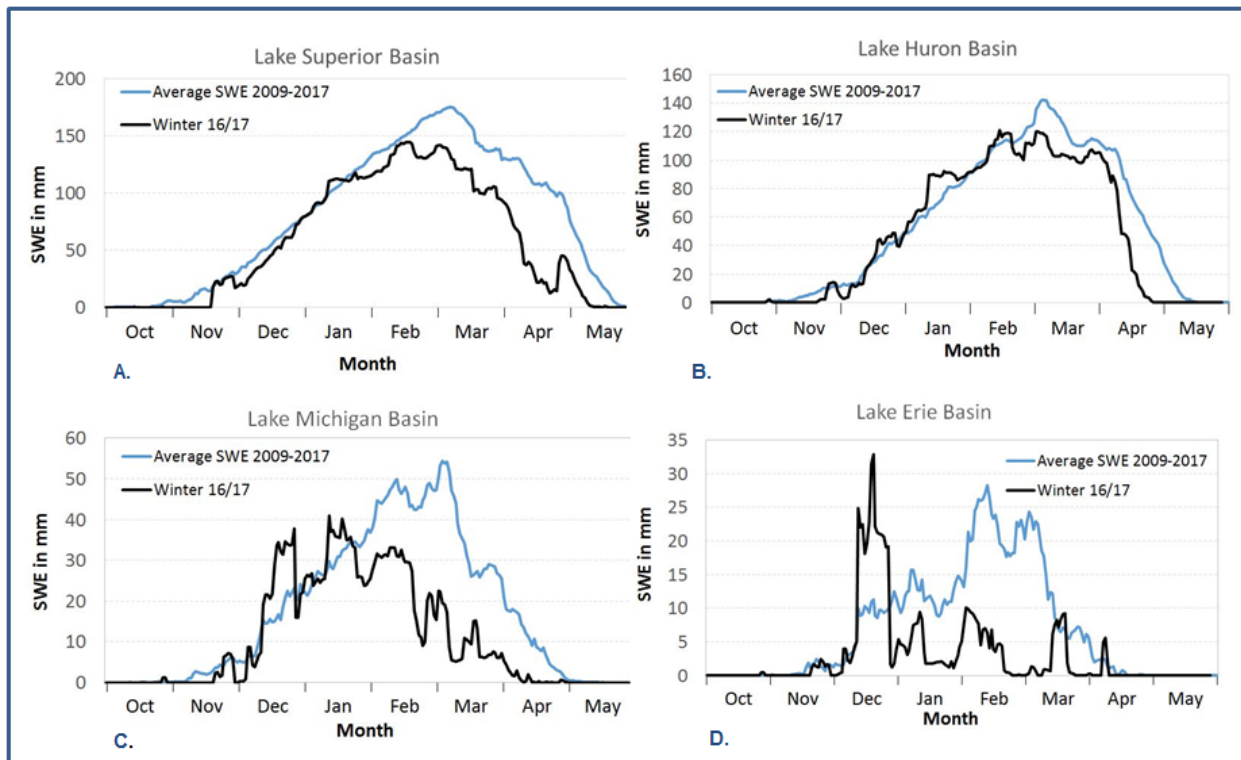 Lake Superior Basin
200
150
100
50
0
SWE in mm
Average SWE 2009-2017
Winter 16/17
Oct Nov Dec Jan Feb Mar Apr May
Month
A.
Lake Huron Basin
160
140
120
100
80
60
40
20
0
SWE in mm
Average SWE 2009-2017
Winter 16/17
Oct Nov Dec Jan Feb Mar Apr May
Month
B.
Lake Michigan Basin
60
50
40
30
20
10
0
SWE in mm
Average SWE 2009-2017
Winter 16/17
Oct Nov Dec Jan Feb Mar Apr May
Month
C.
Lake Erie Basin
35
30
25
20
15
10
5
0
SWE in mm
Average SWE 2009-2017
Winter 16/17
Oct Nov Dec Jan Feb Mar Apr May
Month
D.